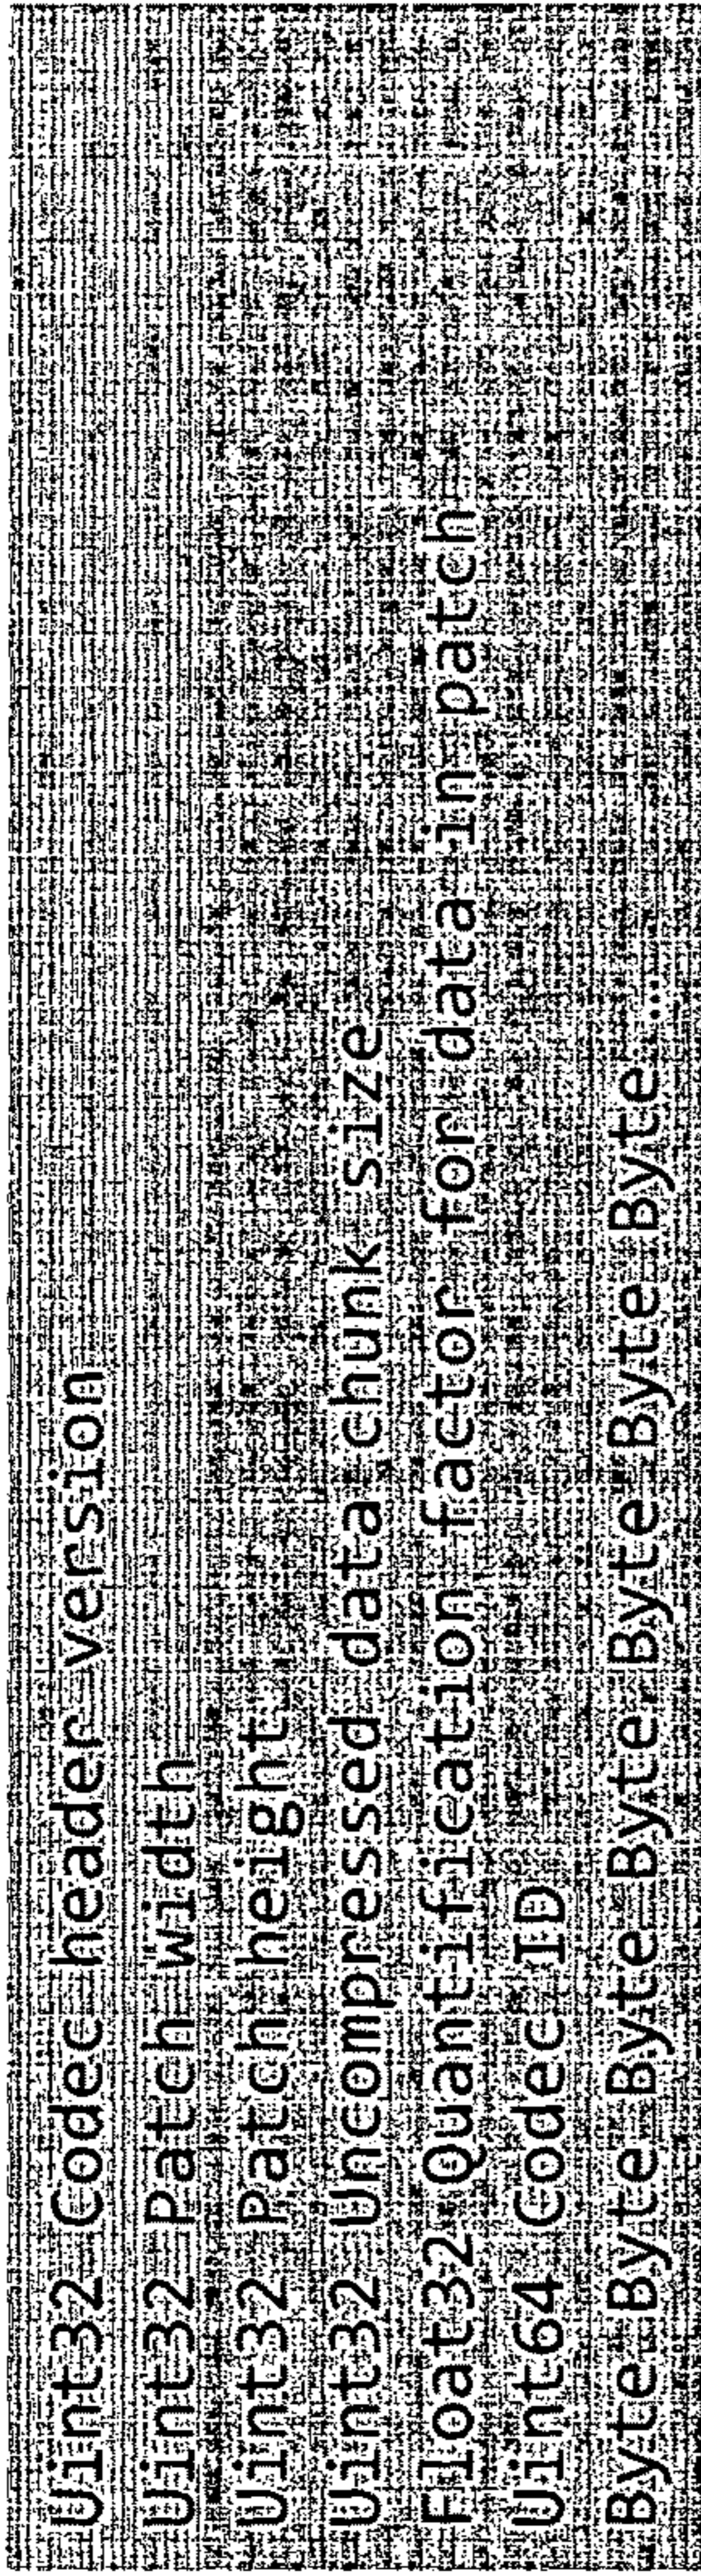 Uint32 Codec header version
Uint32 Patch width
Uint32 Patch height
Uint32 Uncompressed data chunk size
Float32 Quantification factor for data in patch
Uint64 Codec ID
Byte Byte Byte Byte Byte Byte Byte ...